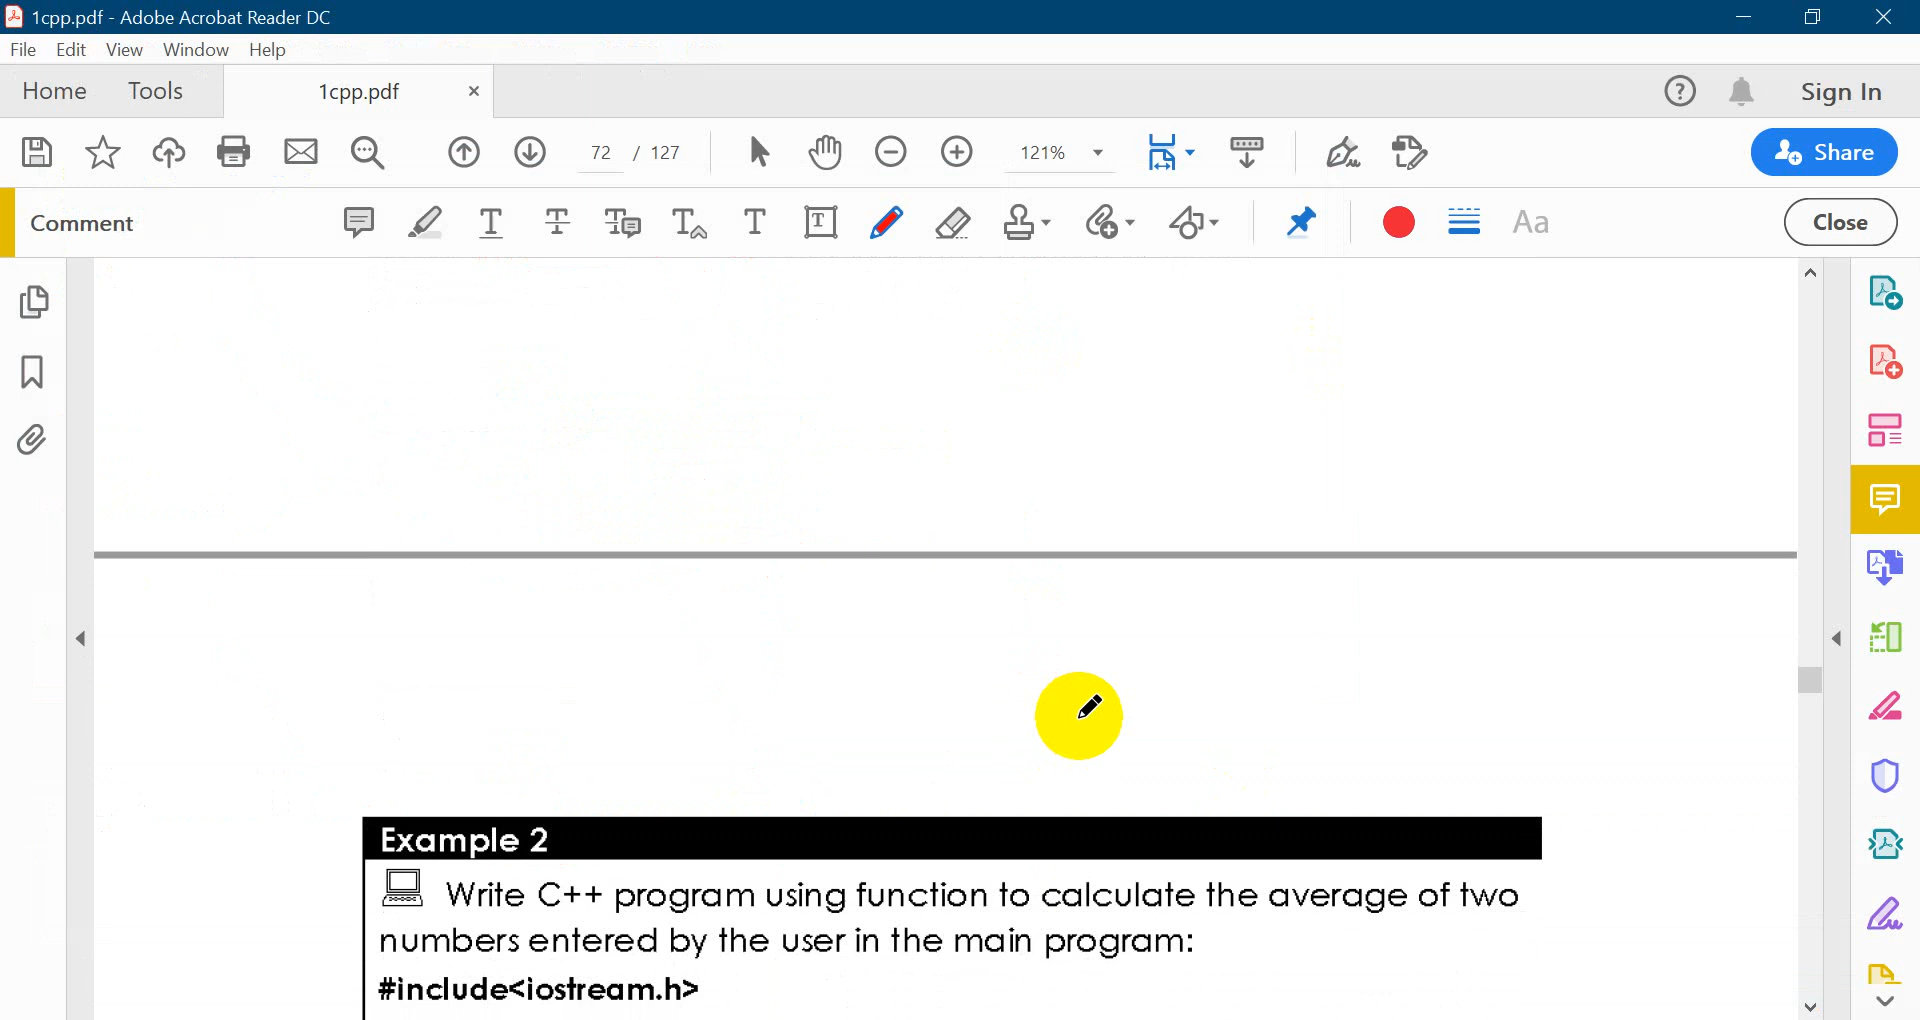 1cpp.pdf - Adobe Acrobat Reader DC
File Edit View Window Help
Home Tools 1cpp.pdf × Sign In
72 / 127 121% Share
Comment Aa Close
Example 2
Write C++ program using function to calculate the average of two
numbers entered by the user in the main program:
#include<iostream.h>